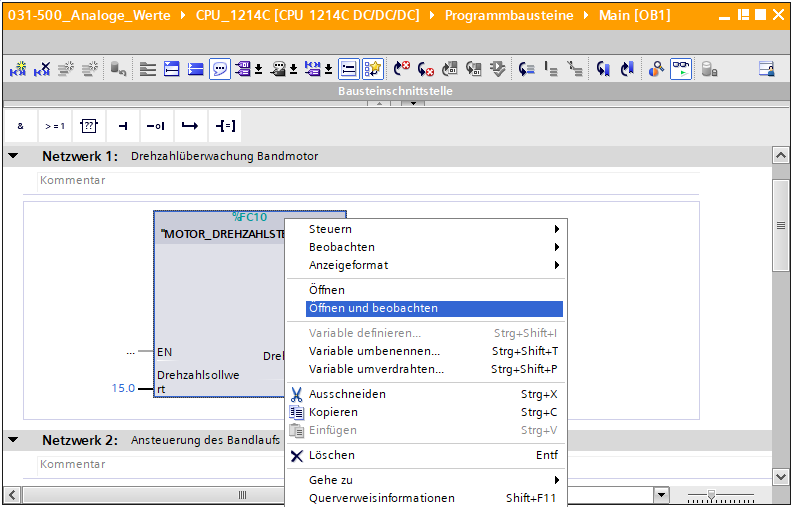 031-500_Analoge_Werte CPU_1214C [CPU 1214C DC/DC/DC] Programmbausteine Main [OB1]
Bausteinschnittstelle
& >=1 ??
Netzwerk 1: Drehzahlüberwachung Bandmotor
Kommentar
%FC10
"MOTOR_DREHZAHLSTE
Steuern
Beobachten
Anzeigeformat
Öffnen
Öffnen und beobachten
Variable definieren... Strg+Shift+I
Variable umbenennen... Strg+Shift+T
Variable umverdrahten... Strg+Shift+P
Ausschneiden Strg+X
Kopieren Strg+C
Einfügen Strg+V
Löschen Entf
Gehe zu
Querverweisinformationen Shift+F11
... EN Dreh
Drehzahlsollwe
15.0 rt
Netzwerk 2: Ansteuerung des Bandlaufs
Kommentar